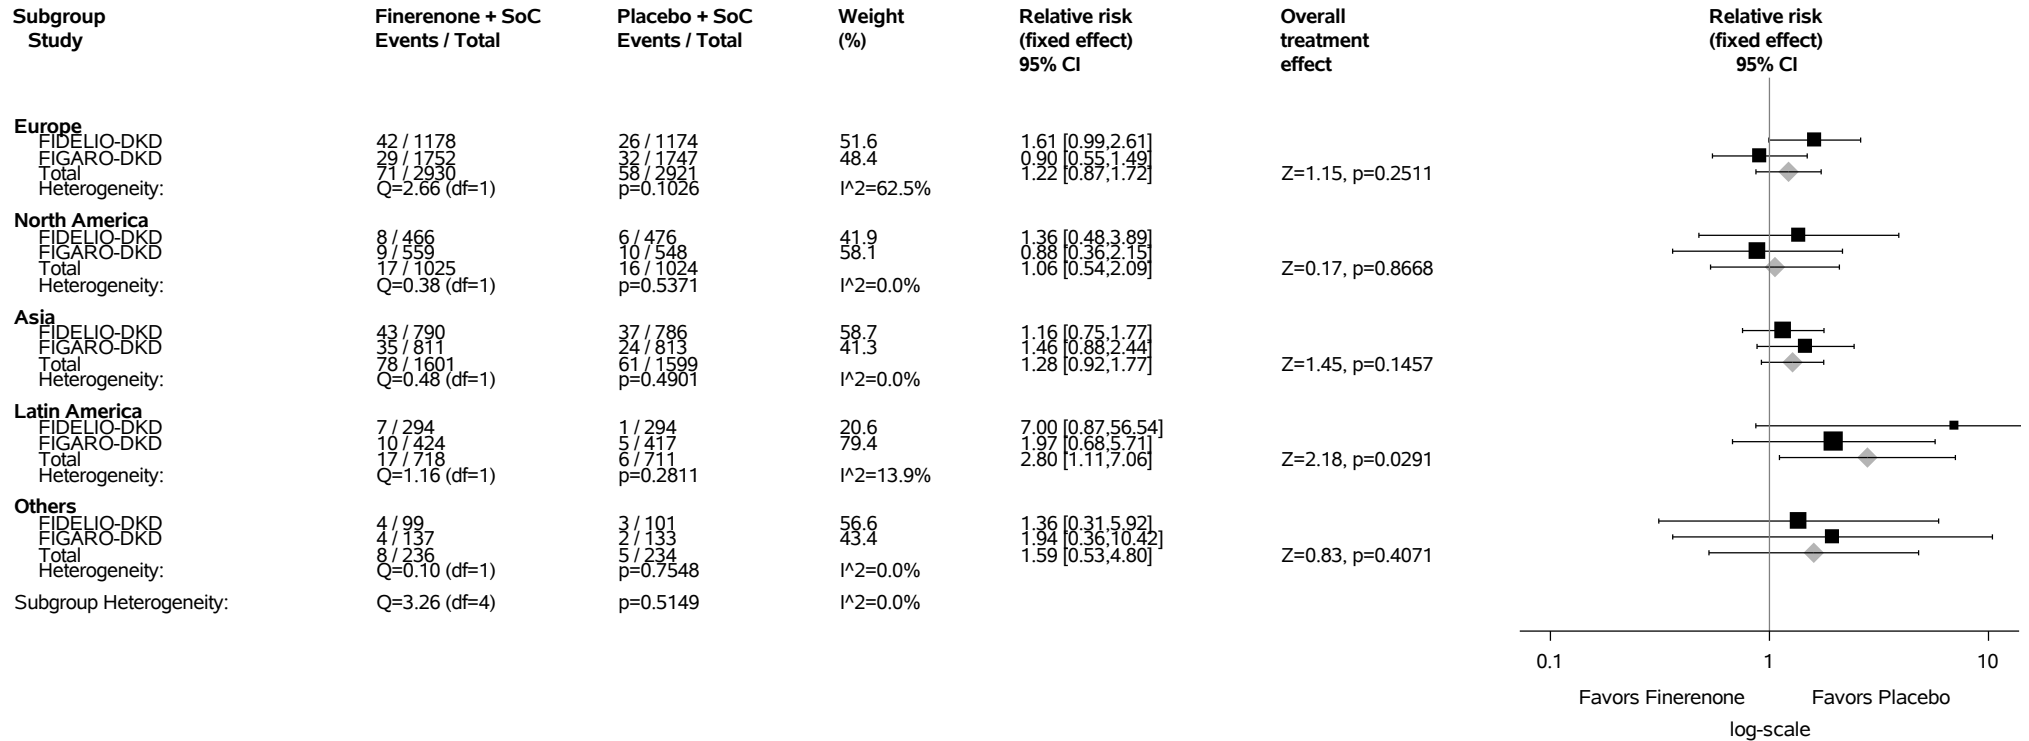 Subgroup Finerenone + SoC Placebo + SoC Weight Relative risk Overall Relative risk
Study Events / Total Events / Total (%) (fixed effect) treatment (fixed effect)
95% CI effect 95% CI
Europe
FIDELIO-DKD 42 / 1178 26 / 1174 51.6 1.61 [0.99,2.61]
FIGARO-DKD 29 / 1752 32 / 1747 48.4 0.90 [0.55,1.49]
Total 71 / 2930 58 / 2921 1.22 [0.87,1.72] Z=1.15, p=0.2511
Heterogeneity: Q=2.66 (df=1) p=0.1026 I^2=62.5%
North America
FIDELIO-DKD 8 / 466 6 / 476 41.9 1.36 [0.48,3.89]
FIGARO-DKD 9 / 559 10 / 548 58.1 0.88 [0.36,2.15]
Total 17 / 1025 16 / 1024 1.06 [0.54,2.09] Z=0.17, p=0.8668
Heterogeneity: Q=0.38 (df=1) p=0.5371 I^2=0.0%
Asia
FIDELIO-DKD 43 / 790 37 / 786 58.7 1.16 [0.75,1.77]
FIGARO-DKD 35 / 811 24 / 813 41.3 1.46 [0.88,2.44]
Total 78 / 1601 61 / 1599 1.28 [0.92,1.77] Z=1.45, p=0.1457
Heterogeneity: Q=0.48 (df=1) p=0.4901 I^2=0.0%
Latin America
FIDELIO-DKD 7 / 294 1 / 294 20.6 7.00 [0.87,56.54]
FIGARO-DKD 10 / 424 5 / 417 79.4 1.97 [0.68,5.71]
Total 17 / 718 6 / 711 2.80 [1.11,7.06] Z=2.18, p=0.0291
Heterogeneity: Q=1.16 (df=1) p=0.2811 I^2=13.9%
Others
FIDELIO-DKD 4 / 99 3 / 101 56.6 1.36 [0.31,5.92]
FIGARO-DKD 4 / 137 2 / 133 43.4 1.94 [0.36,10.42]
Total 8 / 236 5 / 234 1.59 [0.53,4.80] Z=0.83, p=0.4071
Heterogeneity: Q=0.10 (df=1) p=0.7548 I^2=0.0%
Subgroup Heterogeneity: Q=3.26 (df=4) p=0.5149 I^2=0.0%
0.1 1 10
Favors Finerenone Favors Placebo
log-scale